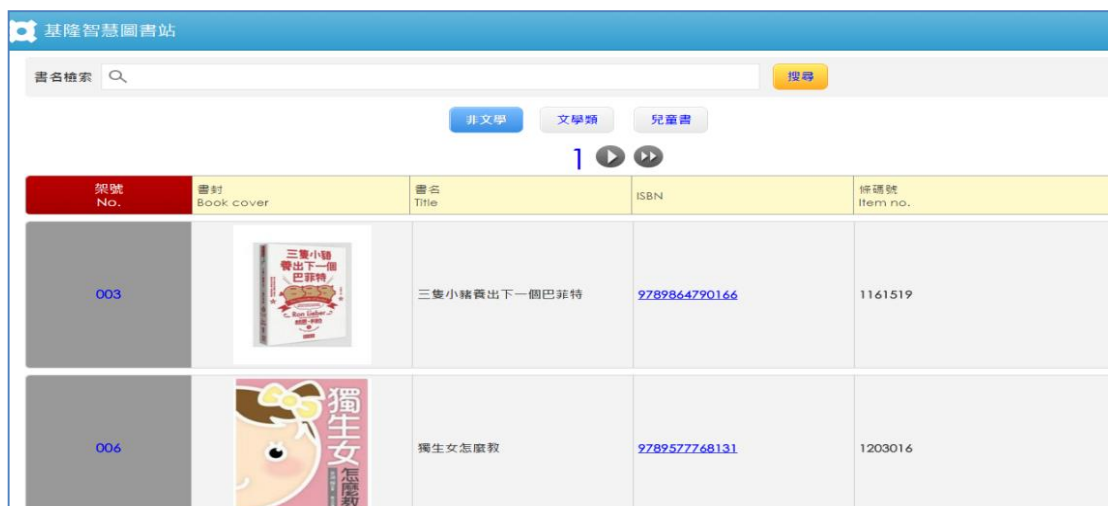 基隆智慧圖書站
書名檢索
搜尋
非文學 文學類 兒童書
1
架號 書封 書名 ISBN 條碼號
No. Book cover Title Item no.
三隻小豬
養出下一個
巴菲特
Ron Lieber
003 三隻小豬養出下一個巴菲特 9789864790166 1161519
獨生女
怎麼教
006 獨生女怎麼教 9789577768131 1203016